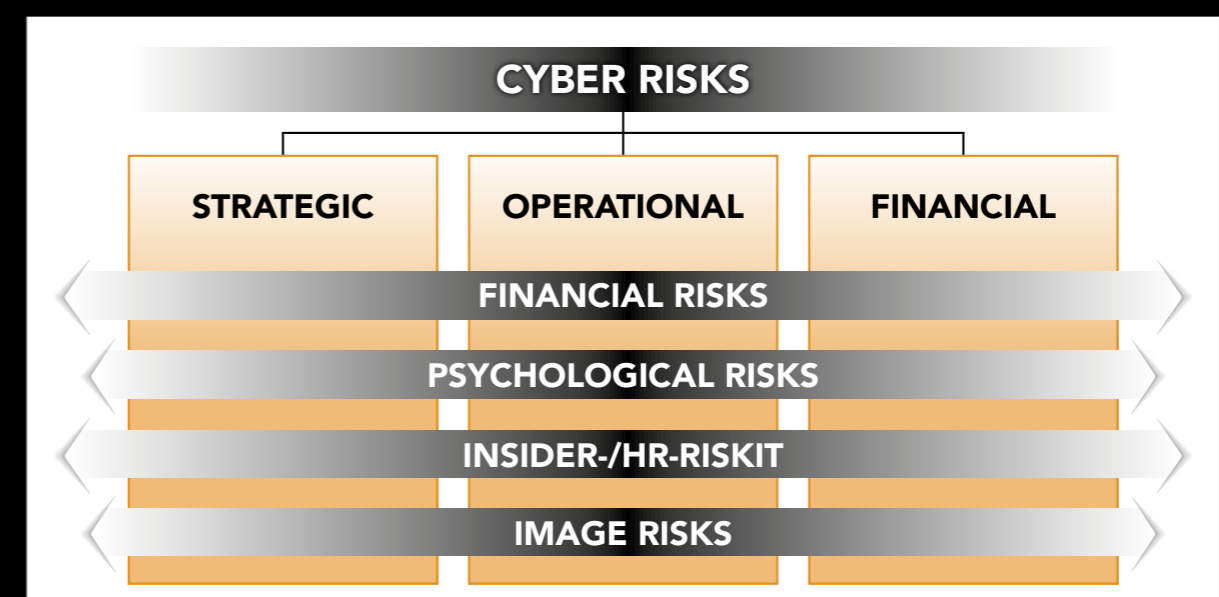 CYBER RISKS
STRATEGIC
OPERATIONAL
FINANCIAL
FINANCIAL RISKS
PSYCHOLOGICAL RISKS
INSIDER-/HR-RISKIT
IMAGE RISKS